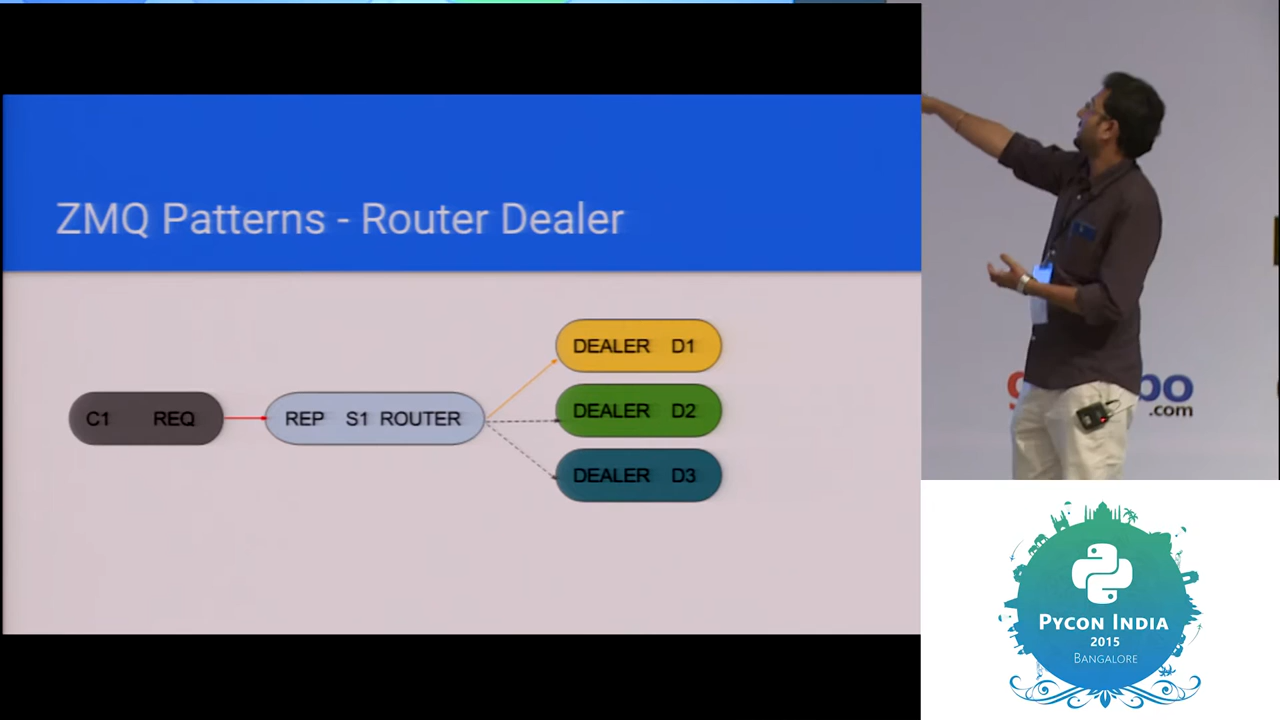 ZMQ Patterns - Router Dealer
DEALER D1
C1 REQ
REP S1 ROUTER
DEALER D2
DEALER D3
.com
PYCON INDIA
2015
BANGALORE